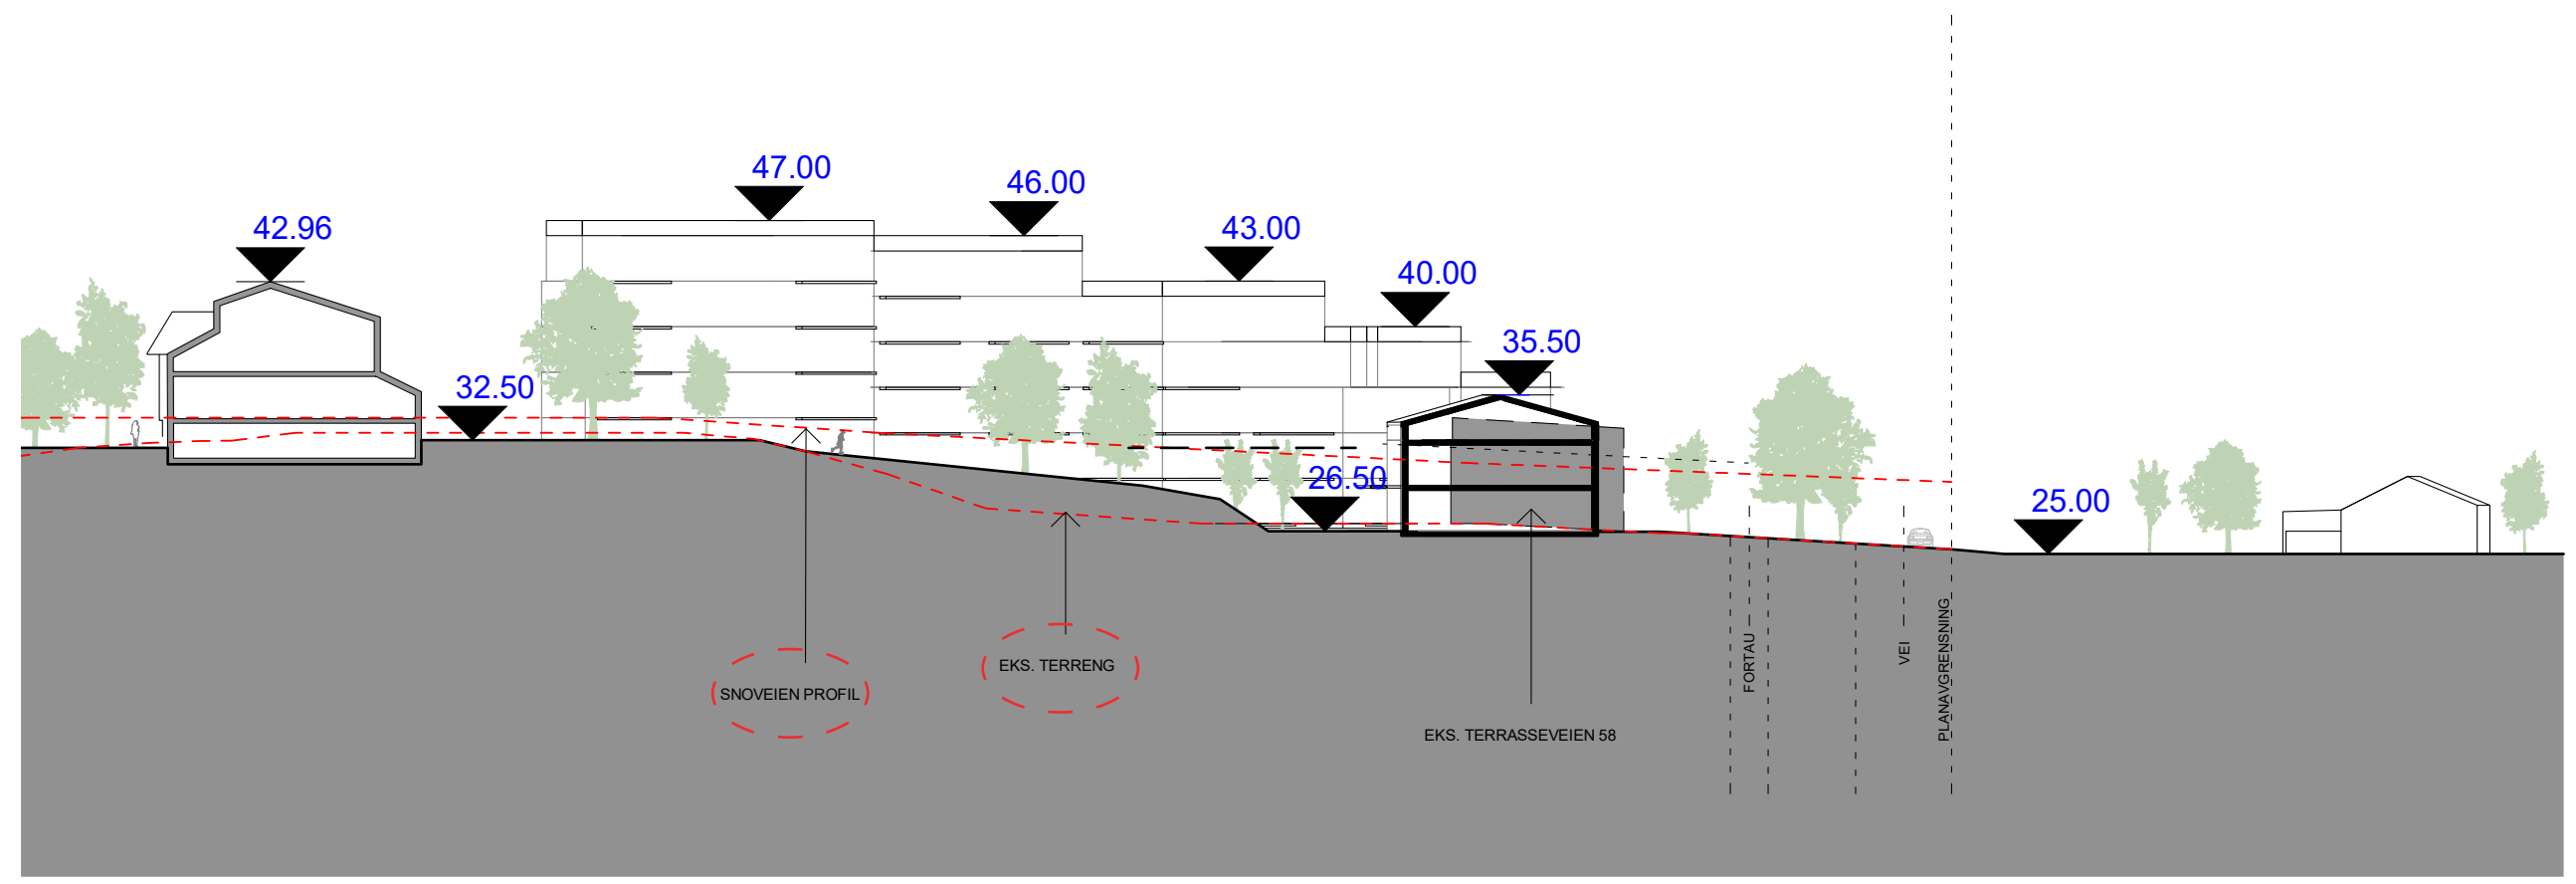 47.00
46.00
42.96
43.00
40.00
35.50
32.50
26.50
25.00
SNOVEIEN PROFIL
EKS. TERRENG
EKS. TERRASSEVEIEN 58
FORTAU
VEI
PLANAVGRENSNING